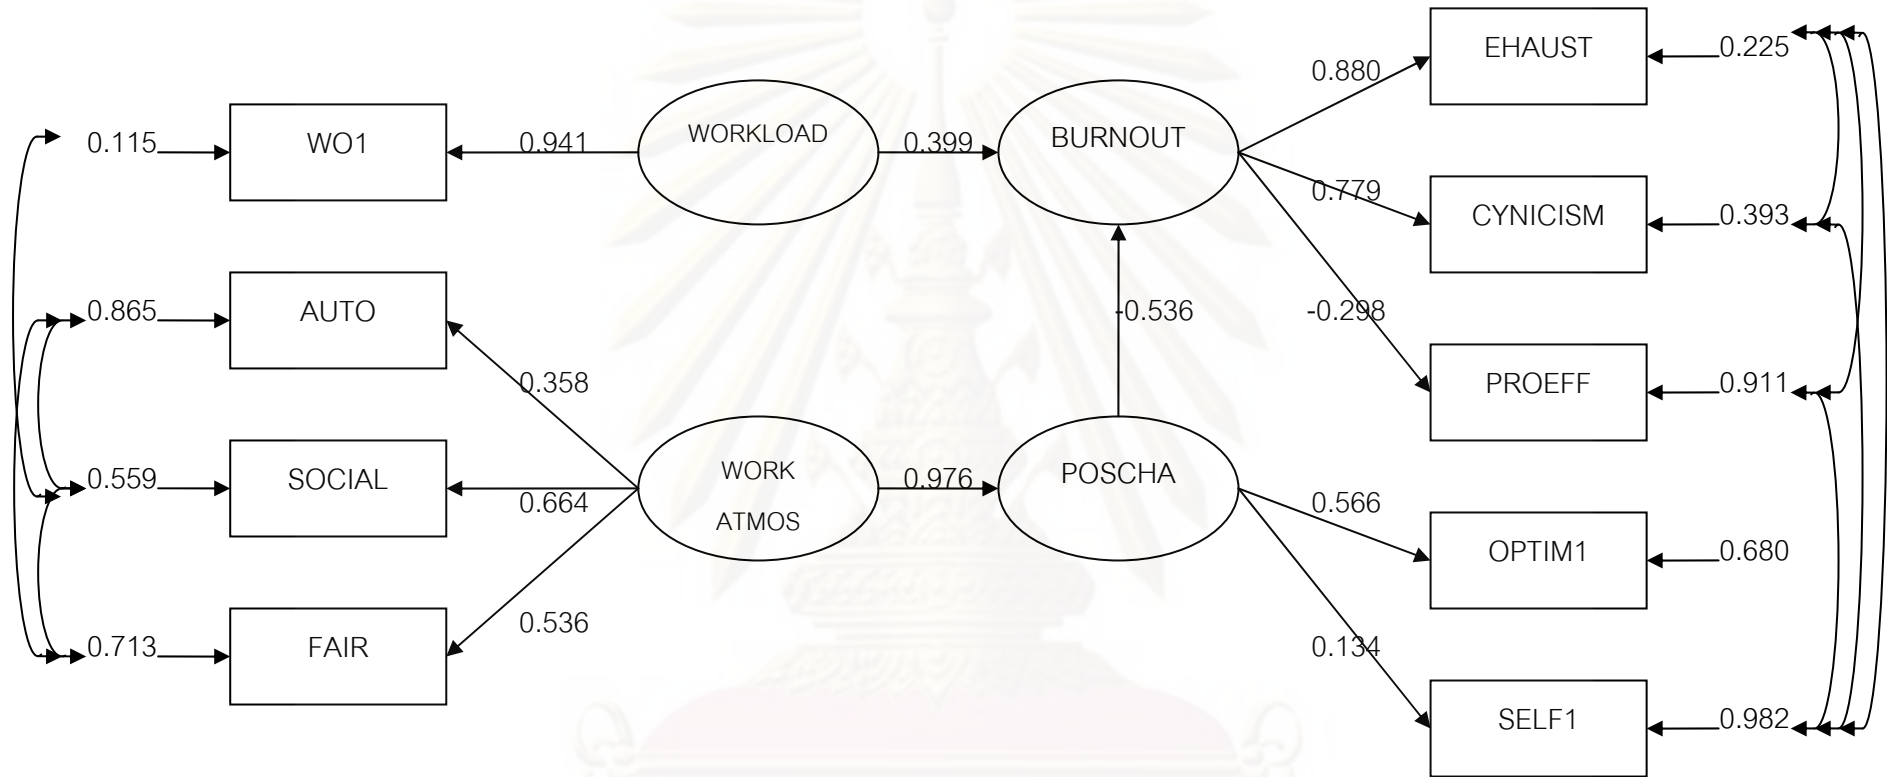 EHAUST
0.225
0.880
0.115
WO1
0.941
WORKLOAD
0.399
BURNOUT
0.779
CYNICISM
0.393
0.865
AUTO
-0.536
-0.298
0.358
PROEFF
0.911
0.559
SOCIAL
0.664
WORK
ATMOS
0.976
POSCHA
0.566
OPTIM1
0.680
0.536
0.713
FAIR
0.134
SELF1
0.982